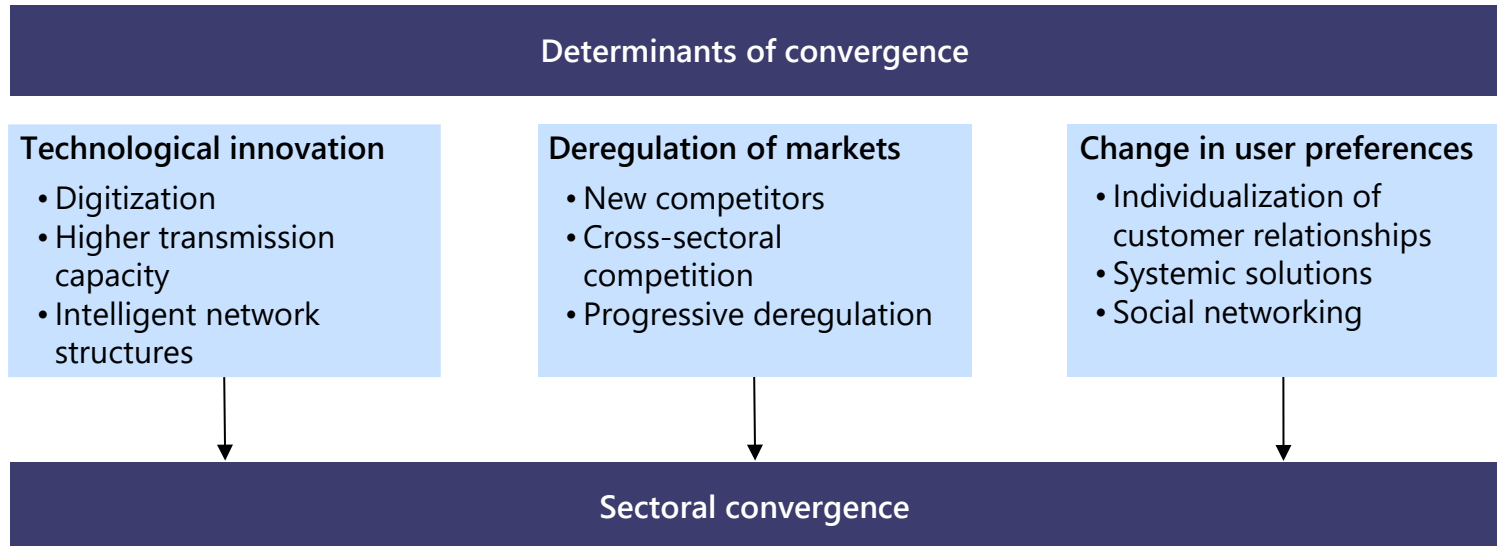 Determinants of convergence
Technological innovation
• Digitization
• Higher transmission
capacity
• Intelligent network
structures
Deregulation of markets
• New competitors
• Cross-sectoral
competition
• Progressive deregulation
Change in user preferences
• Individualization of
customer relationships
• Systemic solutions
• Social networking
Sectoral convergence